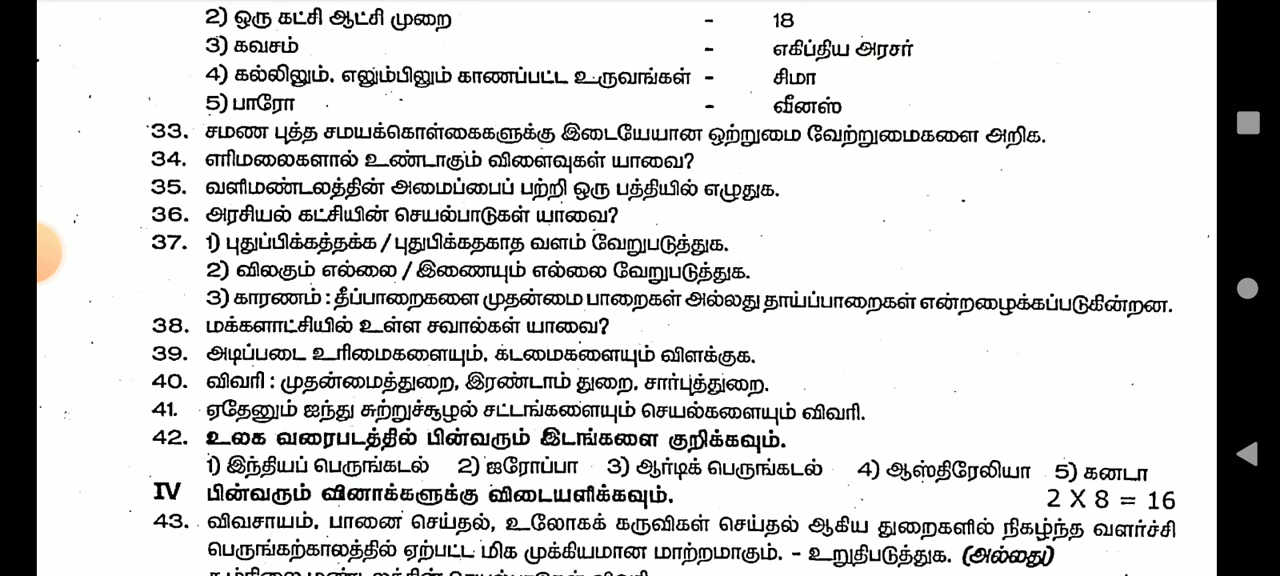 2) ஒரு கட்சி ஆட்சி முறை - 18
3) கவசம் - எகிப்திய அரசர்
4) கல்லிலும், எலும்பிலும் காணப்பட்ட உருவங்கள் - சிமா
5) பாரோ - வீனஸ்
33. சமண புத்த சமயக்கொள்கைகளுக்கு இடையேயான ஒற்றுமை வேற்றுமைகளை அறிக.
34. எரிமலைகளால் உண்டாகும் விளைவுகள் யாவை?
35. வளிமண்டலத்தின் அமைப்பைப் பற்றி ஒரு பத்தியில் எழுதுக.
36. அரசியல் கட்சியின் செயல்பாடுகள் யாவை?
37. 1) புதுப்பிக்கத்தக்க / புதுபிக்கதகாத வளம் வேறுபடுத்துக.
2) விலகும் எல்லை / இணையும் எல்லை வேறுபடுத்துக.
3) காரணம் : தீப்பாறைகளை முதன்மை பாறைகள் அல்லது தாய்ப்பாறைகள் என்றழைக்கப்படுகின்றன.
38. மக்களாட்சியில் உள்ள சவால்கள் யாவை?
39. அடிப்படை உரிமைகளையும், கடமைகளையும் விளக்குக.
40. விவரி : முதன்மைத்துறை, இரண்டாம் துறை, சார்புத்துறை.
41. ஏதேனும் ஐந்து சுற்றுச்சூழல் சட்டங்களையும் செயல்களையும் விவரி.
42. உலக வரைபடத்தில் பின்வரும் இடங்களை குறிக்கவும்.
1) இந்தியப் பெருங்கடல் 2) ஐரோப்பா 3) ஆர்டிக் பெருங்கடல் 4) ஆஸ்திரேலியா 5) கனடா
IV பின்வரும் வினாக்களுக்கு விடையளிக்கவும். 2 X 8 = 16
43. விவசாயம், பானை செய்தல், உலோகக் கருவிகள் செய்தல் ஆகிய துறைகளில் நிகழ்ந்த வளர்ச்சி
பெருங்கற்காலத்தில் ஏற்பட்ட மிக முக்கியமான மாற்றமாகும். - உறுதிபடுத்துக. (அல்லது)